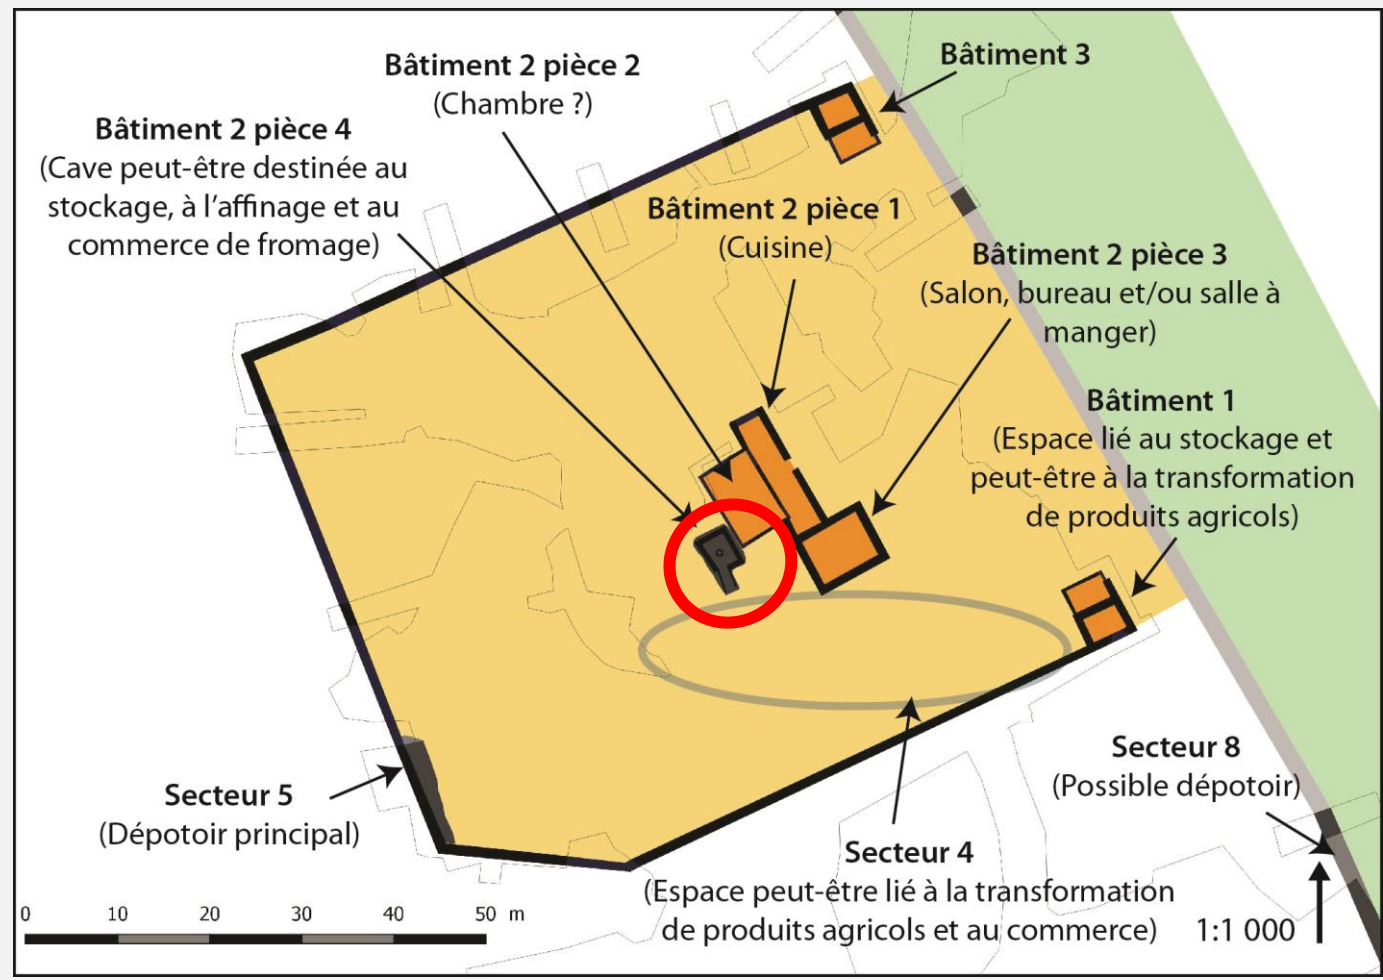 Bâtiment 3
Bâtiment 2 pièce 2
(Chambre ?)
Bâtiment 2 pièce 4
(Cave peut-être destinée au
stockage, à l’affinage et au
commerce de fromage)
Bâtiment 2 pièce 1
(Cuisine)
Bâtiment 2 pièce 3
(Salon, bureau et/ou salle à
manger)
Bâtiment 1
(Espace lié au stockage et
peut-être à la transformation
de produits agricols)
Secteur 8
(Possible dépotoir)
Secteur 5
(Dépotoir principal)
Secteur 4
(Espace peut-être lié à la transformation
de produits agricols et au commerce)
0 10 20 30 40 50 m
1:1 000